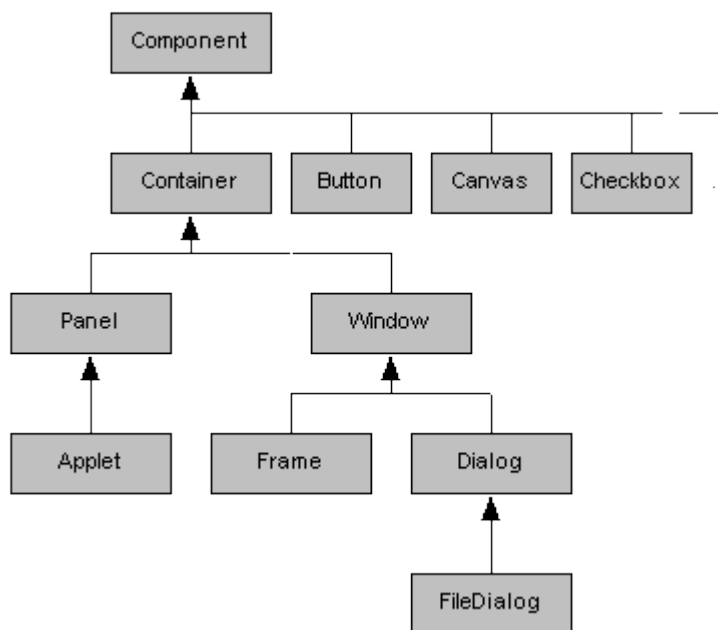 Component
Container
Button
Canvas
Checkbox
.
Panel
Window
Applet
Frame
Dialog
FileDialog